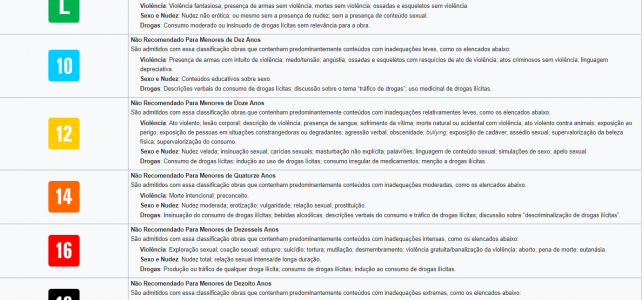 L
Violência: Violência fantasiosa; presença de armas sem violência; mortes sem violência; ossadas e esqueletos sem violência.
Sexo e Nudez: Nudez não erótica; ou mesmo sem a presença de nudez; sem a presença de conteúdo sexual.
Drogas: Consumo moderado ou insinuado de drogas lícitas sem relevância para a obra.
10
Não Recomendado Para Menores de Dez Anos
São admitidos com essa classificação obras que contenham predominantemente conteúdos com inadequações leves, como os elencados abaixo:
Violência: Presença de armas com intuito de violência; medo/tensão; angústia; ossadas e esqueletos com resquícios de ato de violência; atos criminosos sem violência; linguagem
depreciativa.
Sexo e Nudez: Conteúdos educativos sobre sexo.
Drogas: Descrições verbais do consumo de drogas lícitas; discussão sobre o tema "tráfico de drogas"; uso medicinal de drogas ilícitas.
12
Não Recomendado Para Menores de Doze Anos
São admitidos com essa classificação obras que contenham predominantemente conteúdos com inadequações relativamente leves, como os elencados abaixo:
Violência: Ato violento; lesão corporal; descrição de violência; presença de sangue; sofrimento da vítima; morte natural ou acidental com violência, ato violento contra animais; exposição ao
perigo; exposição de pessoas em situações constrangedoras ou degradantes; agressão verbal; obscenidade; bullying; exposição de cadáver; assédio sexual; supervalorização da beleza
física; supervalorização do consumo.
Sexo e Nudez: Nudez velada; insinuação sexual; carícias sexuais; masturbação não explícita; palavrões; linguagem de conteúdo sexual; simulações de sexo; apelo sexual.
Drogas: Consumo de drogas lícitas; indução ao uso de drogas lícitas; consumo irregular de medicamentos; menção a drogas ilícitas.
14
Não Recomendado Para Menores de Quatorze Anos
São admitidos com essa classificação obras que contenham predominantemente conteúdos com inadequações moderadas, como os elencados abaixo:
Violência: Morte intencional; preconceito.
Sexo e Nudez: Nudez moderada; erotização; vulgaridade; relação sexual; prostituição.
Drogas: Insinuação do consumo de drogas ilícitas; bebidas alcoólicas; descrições verbais do consumo e tráfico de drogas ilícitas, discussão sobre "descriminalização de drogas ilícitas".
16
Não Recomendado Para Menores de Dezesseis Anos
São admitidos com essa classificação obras que contenham predominantemente conteúdos com inadequações intensas, como os elencados abaixo:
Violência: Exploração sexual; coação sexual; estupro; suicídio; tortura; mutilação; desmembramento; violência gratuita/banalização da violência; aborto; pena de morte; eutanásia.
Sexo e Nudez: Nudez total; relação sexual intensa/de longa duração.
Drogas: Produção ou tráfico de qualquer droga ilícita; consumo de drogas ilícitas, indução ao consumo de drogas ilícitas.
18
Não Recomendado Para Menores de Dezoito Anos
São admitidos com essa classificação obras que contenham predominantemente conteúdos com inadequações extremas, como os elencados abaixo: